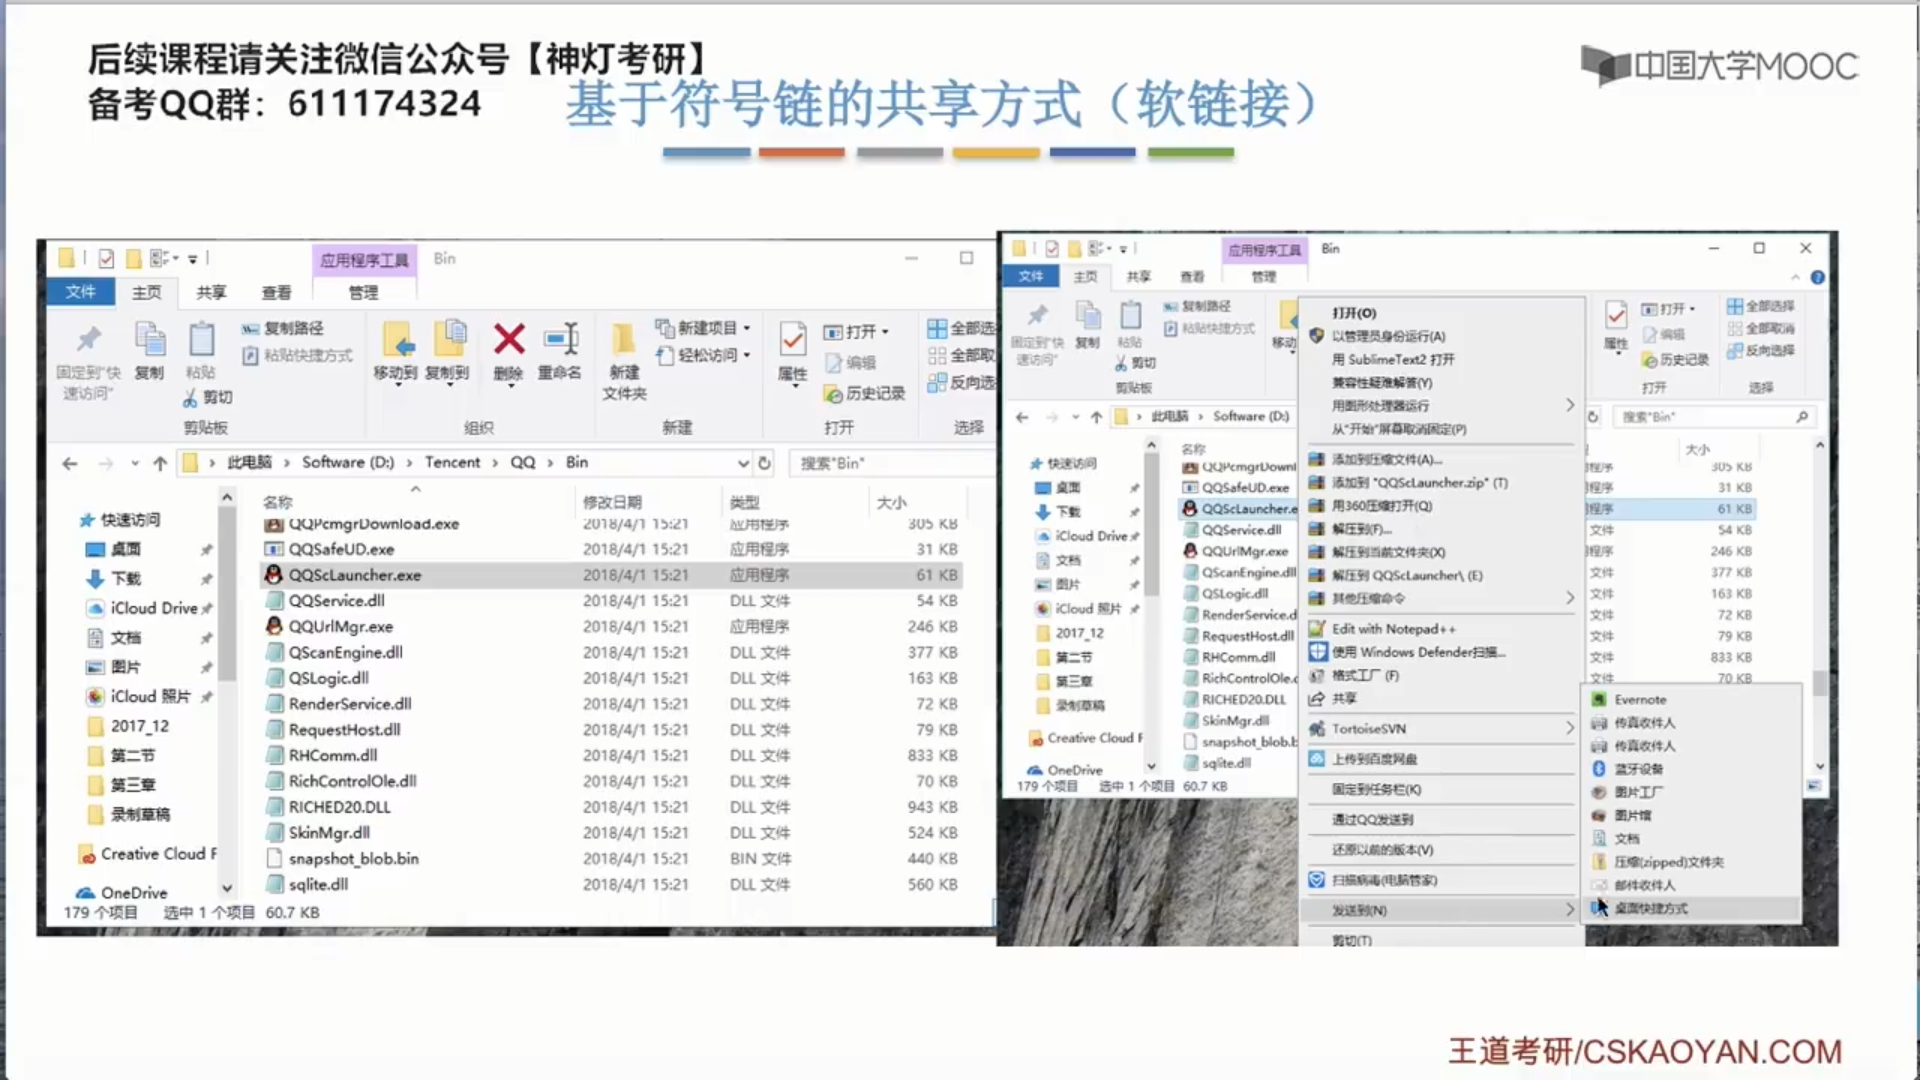 后续课程请关注微信公众号【神灯考研】
备考QQ群：611174324
中国大学MOOC
基于符号链的共享方式（软链接）
应用程序工具 Bin
文件 主页 共享 查看 管理
固定到"快速访问" 复制 粘贴 复制路径 粘贴快捷方式 剪切
移动到 复制到 删除 重命名 新建文件夹 新建项目 轻松访问
属性 打开 编辑 历史记录 全部选 全部取 反向选
剪贴板 组织 新建 打开 选择
此电脑 › Software (D:) › Tencent › QQ › Bin 搜索"Bin"
快速访问
桌面
下载
iCloud Drive
文档
图片
iCloud 照片
2017_12
第二节
第三章
录制草稿
Creative Cloud F
OneDrive
名称 修改日期 类型 大小
QQPcmgrDownload.exe 2018/4/1 15:21 应用程序 305 KB
QQSafeUD.exe 2018/4/1 15:21 应用程序 31 KB
QQScLauncher.exe 2018/4/1 15:21 应用程序 61 KB
QQService.dll 2018/4/1 15:21 DLL 文件 54 KB
QQUrlMgr.exe 2018/4/1 15:21 应用程序 246 KB
QScanEngine.dll 2018/4/1 15:21 DLL 文件 377 KB
QSLogic.dll 2018/4/1 15:21 DLL 文件 163 KB
RenderService.dll 2018/4/1 15:21 DLL 文件 72 KB
RequestHost.dll 2018/4/1 15:21 DLL 文件 79 KB
RHComm.dll 2018/4/1 15:21 DLL 文件 833 KB
RichControlOle.dll 2018/4/1 15:21 DLL 文件 70 KB
RICHED20.DLL 2018/4/1 15:21 DLL 文件 943 KB
SkinMgr.dll 2018/4/1 15:21 DLL 文件 524 KB
snapshot_blob.bin 2018/4/1 15:21 BIN 文件 440 KB
sqlite.dll 2018/4/1 15:21 DLL 文件 560 KB
179 个项目 选中 1 个项目 60.7 KB
应用程序工具 Bin
文件 主页 共享 查看 管理
固定到"快速访问" 复制 粘贴 复制路径 粘贴快捷方式 剪切 移动
属性 打开 编辑 历史记录 全部选择 全部取消 反向选择
剪贴板 打开 选择
此电脑 › Software (D:) 搜索"Bin"
快速访问
桌面
下载
iCloud Drive
文档
图片
iCloud 照片
2017_12
第二节
第三章
录制草稿
Creative Cloud F
OneDrive
名称 大小
QQPcmgrDownl 程序 305 KB
QQSafeUD.exe 程序 31 KB
QQScLauncher.e 程序 61 KB
QQService.dll 文件 54 KB
QQUrlMgr.exe 程序 246 KB
QScanEngine.dll 文件 377 KB
QSLogic.dll 文件 163 KB
RenderService.d 文件 72 KB
RequestHost.dll 文件 79 KB
RHComm.dll 文件 833 KB
RichControlOle.d 文件 70 KB
RICHED20.DLL
SkinMgr.dll
snapshot_blob.b
sqlite.dll
179 个项目 选中 1 个项目 60.7 KB
打开(O)
以管理员身份运行(A)
用 SublimeText2 打开
兼容性疑难解答(Y)
用图形处理器运行
从"开始"屏幕取消固定(P)
添加到压缩文件(A)...
添加到 "QQScLauncher.zip" (T)
用360压缩打开(Q)
解压到(F)...
解压到当前文件夹(X)
解压到 QQScLauncher\ (E)
其他压缩命令
Edit with Notepad++
使用 Windows Defender扫描...
格式工厂 (F)
共享
TortoiseSVN
上传到百度网盘
固定到任务栏(K)
通过QQ发送到
还原以前的版本(V)
扫描病毒(电脑管家)
发送到(N)
剪切(T)
Evernote
传真收件人
传真收件人
蓝牙设备
图片工厂
图片馆
文档
压缩(zipped)文件夹
邮件收件人
桌面快捷方式
王道考研/CSKAOYAN.COM